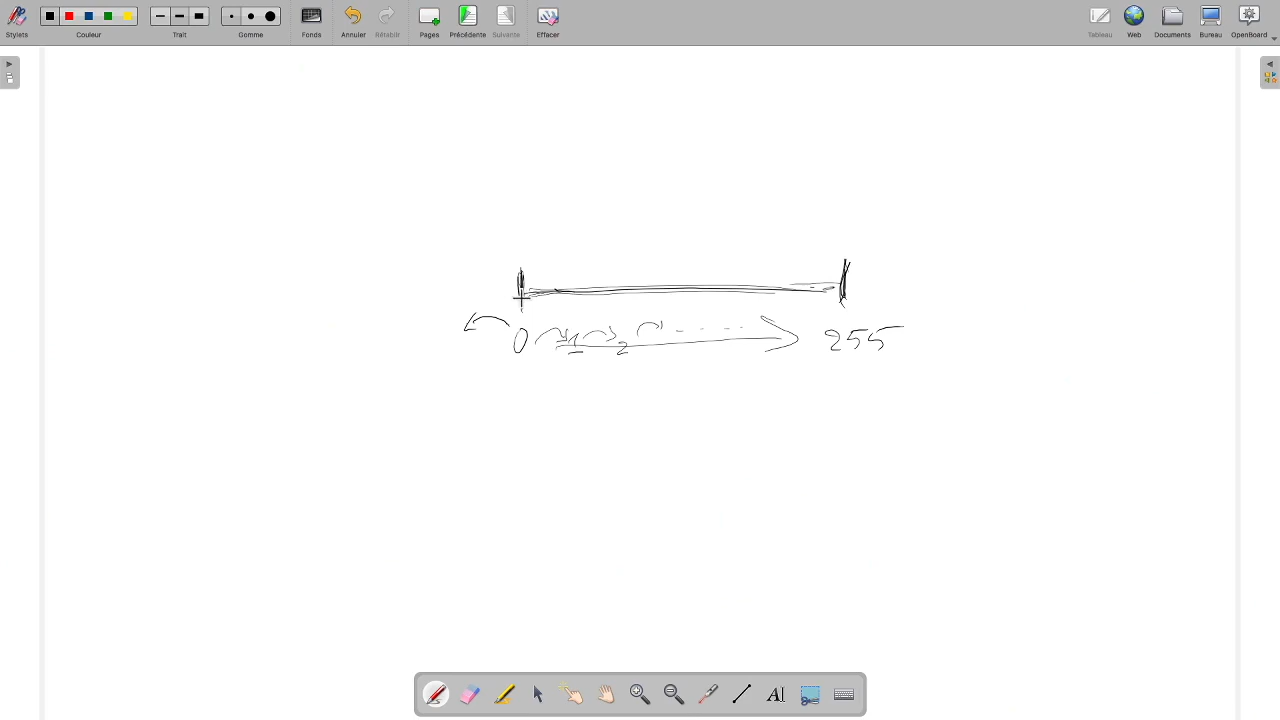 Stylets Couleur Trait Gomme Fonds Annuler Rétablir Pages Précédente Suivante Effacer Tableau Web Documents Bureau OpenBoard
0 1 2 255
AI